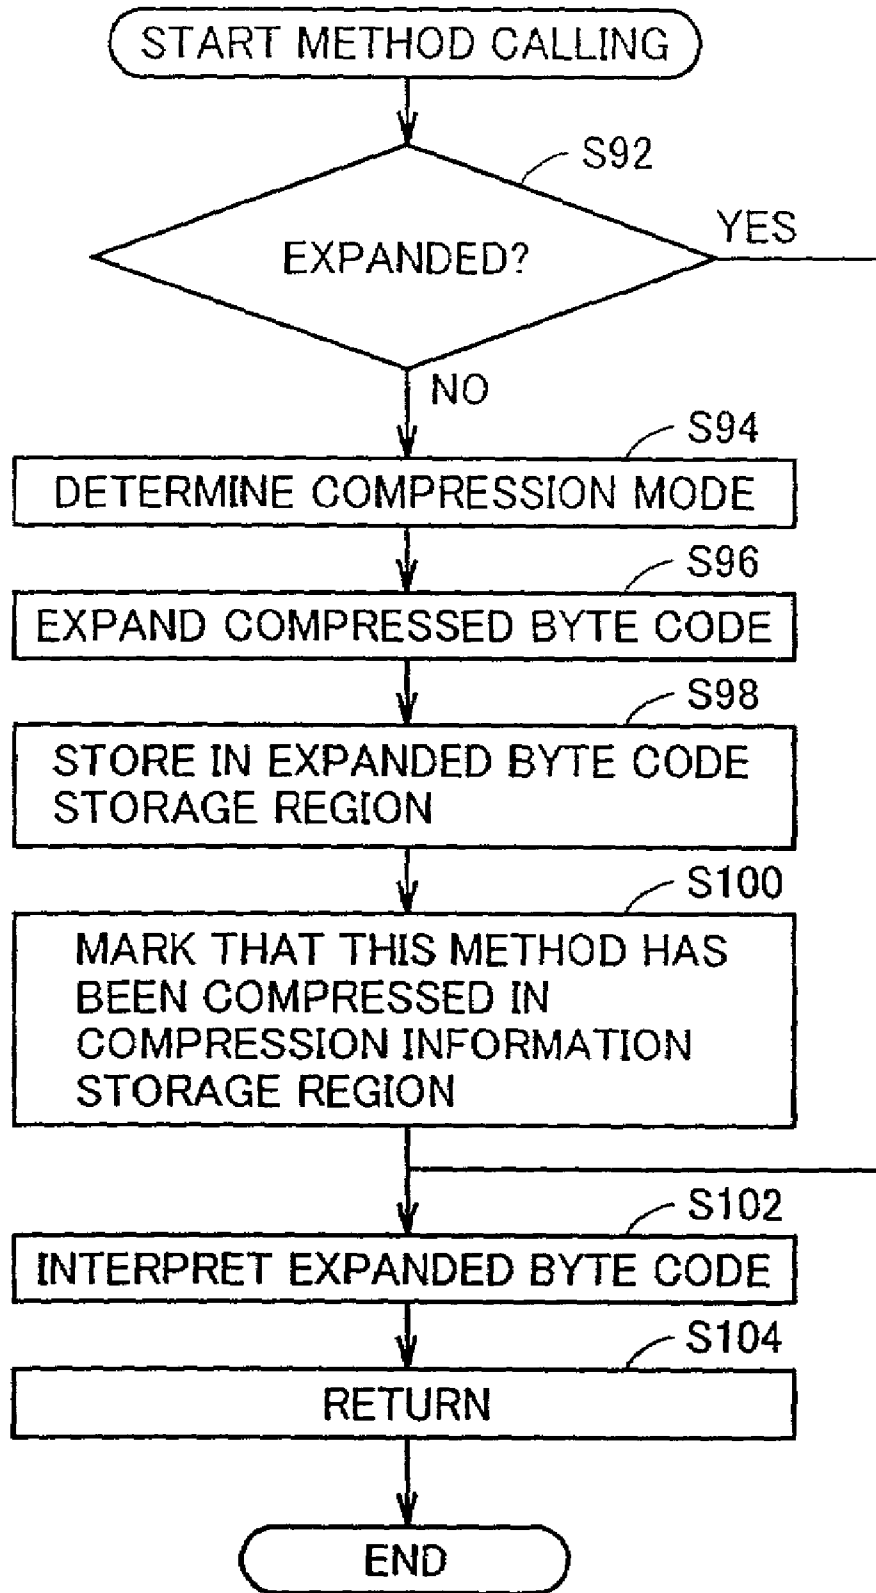 START METHOD CALLING
S92
EXPANDED?
YES
NO
S94
DETERMINE COMPRESSION MODE
S96
EXPAND COMPRESSED BYTE CODE
S98
STORE IN EXPANDED BYTE CODE
STORAGE REGION
S100
MARK THAT THIS METHOD HAS
BEEN COMPRESSED IN
COMPRESSION INFORMATION
STORAGE REGION
S102
INTERPRET EXPANDED BYTE CODE
S104
RETURN
END